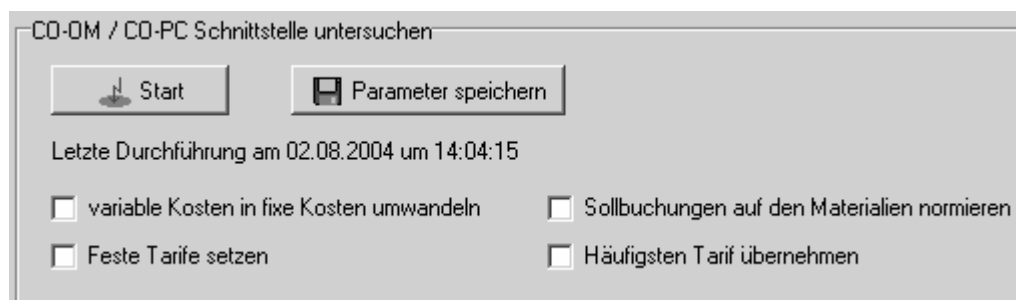 CO-OM / CO-PC Schnittstelle untersuchen
Start Parameter speichern
Letzte Durchführung am 02.08.2004 um 14:04:15
variable Kosten in fixe Kosten umwandeln Sollbuchungen auf den Materialien normieren
Feste Tarife setzen Häufigsten Tarif übernehmen